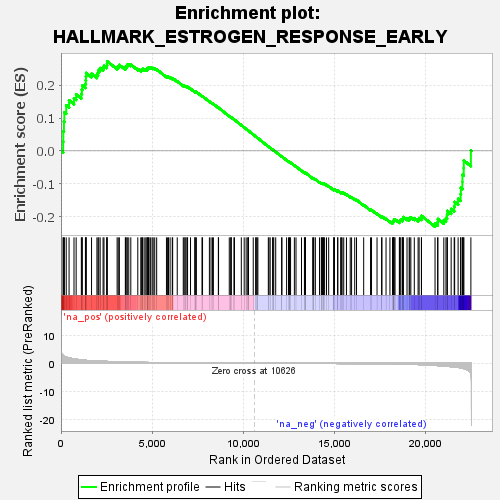 Enrichment plot:
HALLMARK_ESTROGEN_RESPONSE_EARLY
Enrichment score (ES)
0.2
0.1
0.0
-0.1
-0.2
'na_pos' (positively correlated)
Ranked list metric (PreRanked)
10
5
0
-5
-10
-20
Zero cross at 10626
'na_neg' (negatively correlated)
0
5,000
10,000
15,000
20,000
Rank in Ordered Dataset
Enrichment profile
Hits
Ranking metric scores